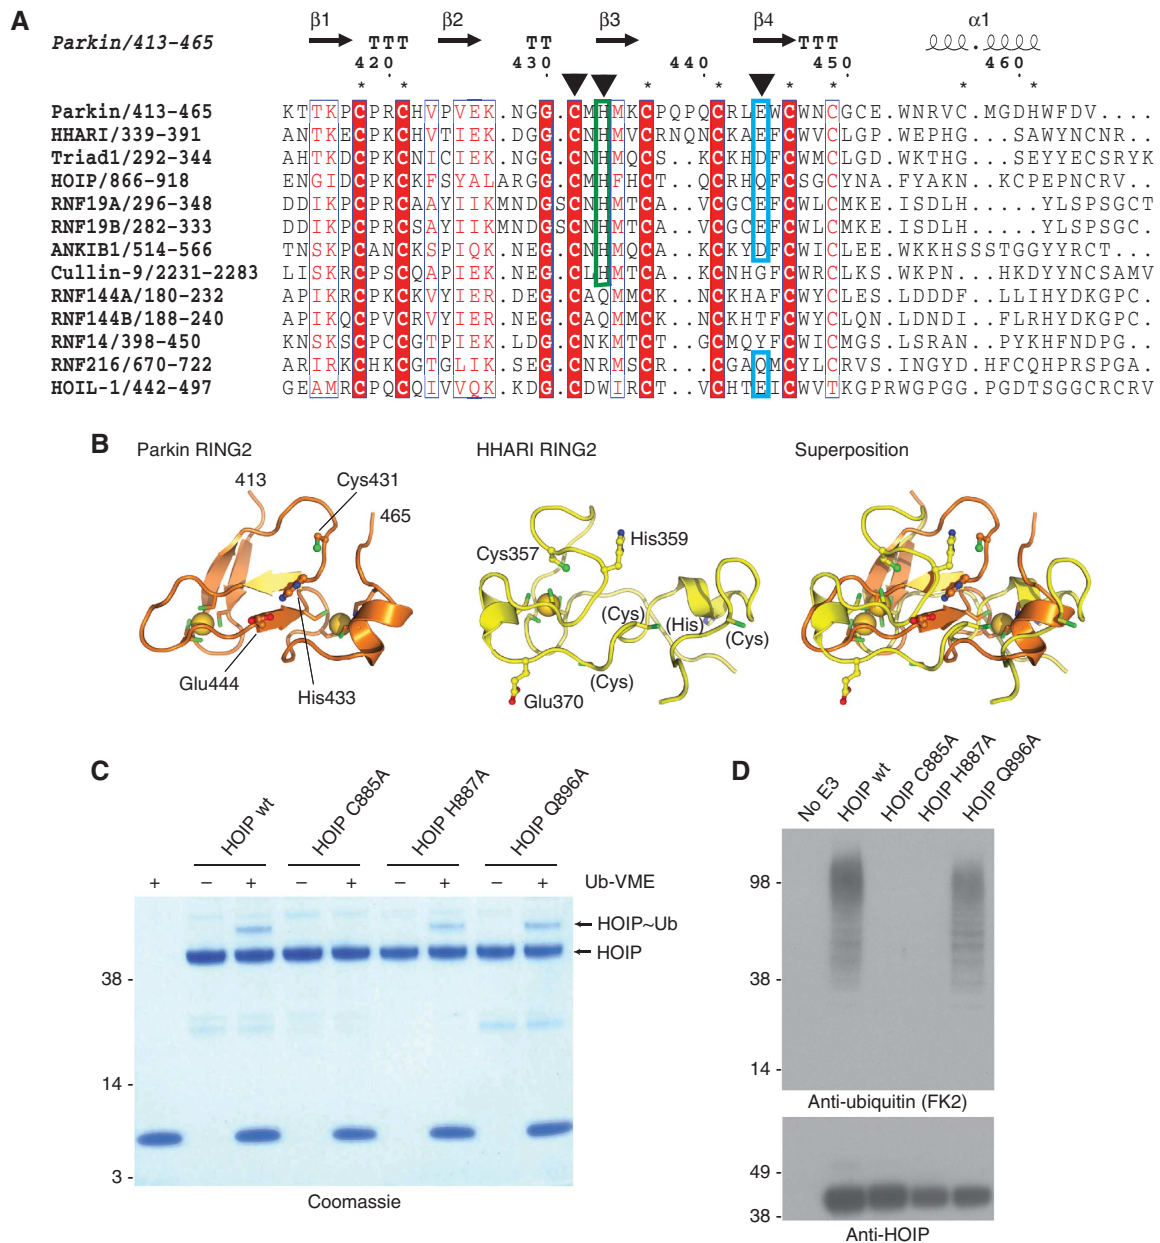 A
β1 β2 β3 β4 α1
Parkin/413-465 TTT TT TTT
420 430 440 450 460
* * * * * * * *
Parkin/413-465 KTTKPCPRCHVPVEK.NGG.CMHMKCPQPQCRLEWCWNCGCE.WNRVC.MGDHWFDV....
HHARI/339-391 ANTKECPKCHVTIEK.DGG.CNHMVCRNQNCKAEFCWVCLGP.WEPHG...SAWYNCNR..
Triad1/292-344 AHTKDCPKCNICIEK.NGG.CNHMQCS..KCKHDFCWMCLGD.WKTHG...SEYYECSRYK
HOIP/866-918 ENGIDCPKCKFSYALARGG.CMHFHCT..QCRHQFCSGCYNA.FYAKN..KCPEPNCRV..
RNF19A/296-348 DDIKPCPRCAAYIIKMNDGSCNHMTCA..VCGCEFCWLCMKE.ISDLH...YLSPSGCT
RNF19B/282-333 DDIKPCPRCSAYIIKMNDGSCNHMTCA..VCGCEFCWLCMKE.ISDLH....YLSPSGC
ANKIB1/514-566 TNSKPCANCKSPIQK.NEG.CNHMQCA..KCKYDFCWICLEE.WKKHSSSTGGYYRCT...
Cullin-9/2231-2283 LISKRCPSCQAPIEK.NEG.CLHMTCA..KCNHGFCWRCLKS.WKPN..HKDYYNCSAMV
RNF144A/180-232 APIKRCPKCKVYIER.DEG.CAQMMCK..NCKHAFCWYCLES.LDDDF..LLIHYDKGPC.
RNF144B/188-240 APIKQCPVCRVYIER.NEG.CAQMMCK..NCKHTFCWYCLQN.LDNDI..FLRHYDKGPC.
RNF14/398-450 KNSKSCPCCGTPIEK.LDG.CNKMTCT..GCMQYFCWICMGS.LSRAN..PYKHFNDPG..
RNF216/670-722 ARIRKCHKCGTGLIK.SEG.CNRMSCR..CGAQMCYLCRVS.INGYD.HFCQHPRSPGA.
HOIL-1/442-497 GEAMRCPQCQIVVQK.KDG.CDWIRCT..VCHTEICWVTKGPRWGPGG.PGDTSGGCRCRV
B
Parkin RING2
HHARI RING2
Superposition
413
Cys431
465
Glu444
His433
Cys357
His359
(Cys)
(His)
(Cys)
(Cys)
Glu370
C
HOIP wt HOIP C885A HOIP H887A HOIP Q896A
+ – + – + – + – + Ub-VME
HOIP~Ub
HOIP
38 -
14 -
3 -
Coomassie
D
No E3 HOIP wt HOIP C885A HOIP H887A HOIP Q896A
98 -
38 -
14 -
Anti-ubiquitin (FK2)
49 -
38 -
Anti-HOIP